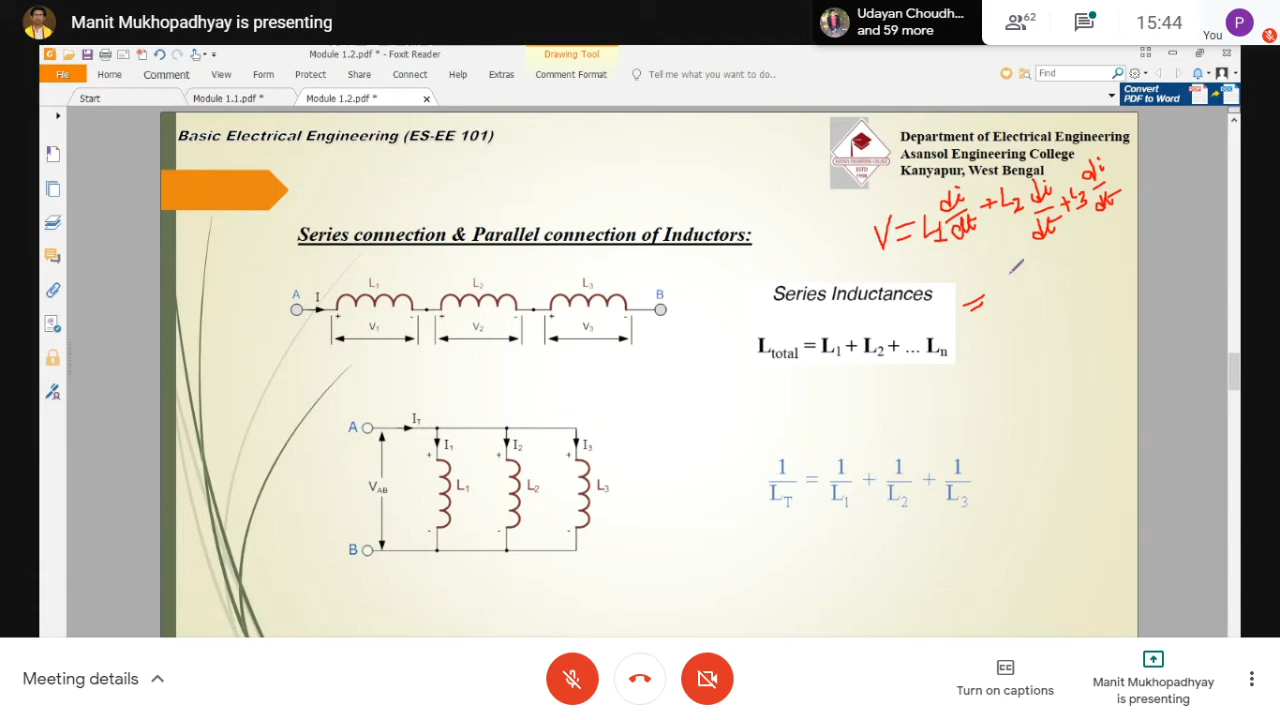 Manit Mukhopadhyay is presenting
Udayan Choudh...
and 59 more
62
15:44
P
You
Module 1.2.pdf * - Foxit Reader
Drawing Tool
File Home Comment View Form Protect Share Connect Help Extras Comment Format Tell me what you want to do.. Find
Start Module 1.1.pdf * Module 1.2.pdf *
Convert
PDF to Word
Basic Electrical Engineering (ES-EE 101)
Department of Electrical Engineering
Asansol Engineering College
Kanyapur, West Bengal
V = L1 di/dt + L2 di/dt + L3 di/dt
Series connection & Parallel connection of Inductors:
L1 L2 L3
A I B
+ - + - + -
V1 V2 V3
Series Inductances =
Ltotal = L1 + L2 + ... Ln
A IT
I1 I2 I3
+ + +
VAB L1 L2 L3
- - -
B
1/LT = 1/L1 + 1/L2 + 1/L3
Meeting details
Turn on captions
Manit Mukhopadhyay
is presenting